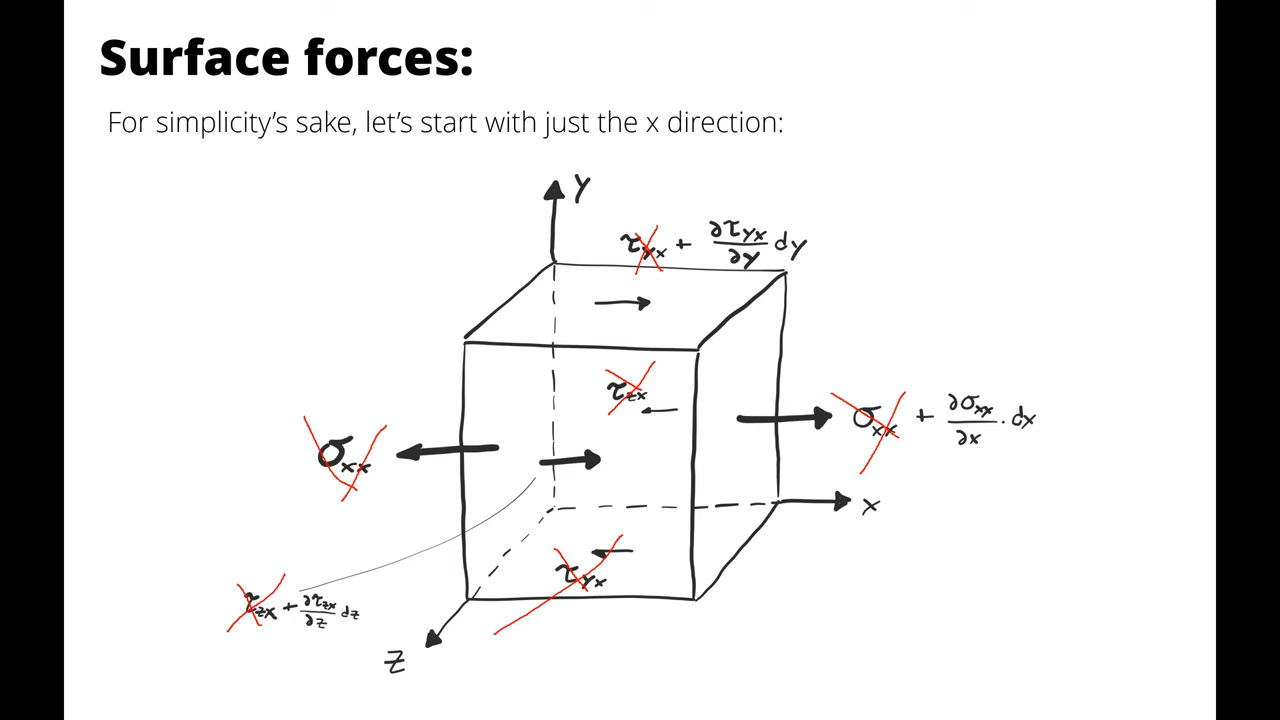 Surface forces:
For simplicity's sake, let's start with just the x direction:
y
τyx + ∂τyx/∂y dy
τzx
σxx
σxx + ∂σxx/∂x . dx
x
τyx
τzx + ∂τzx/∂z dz
z